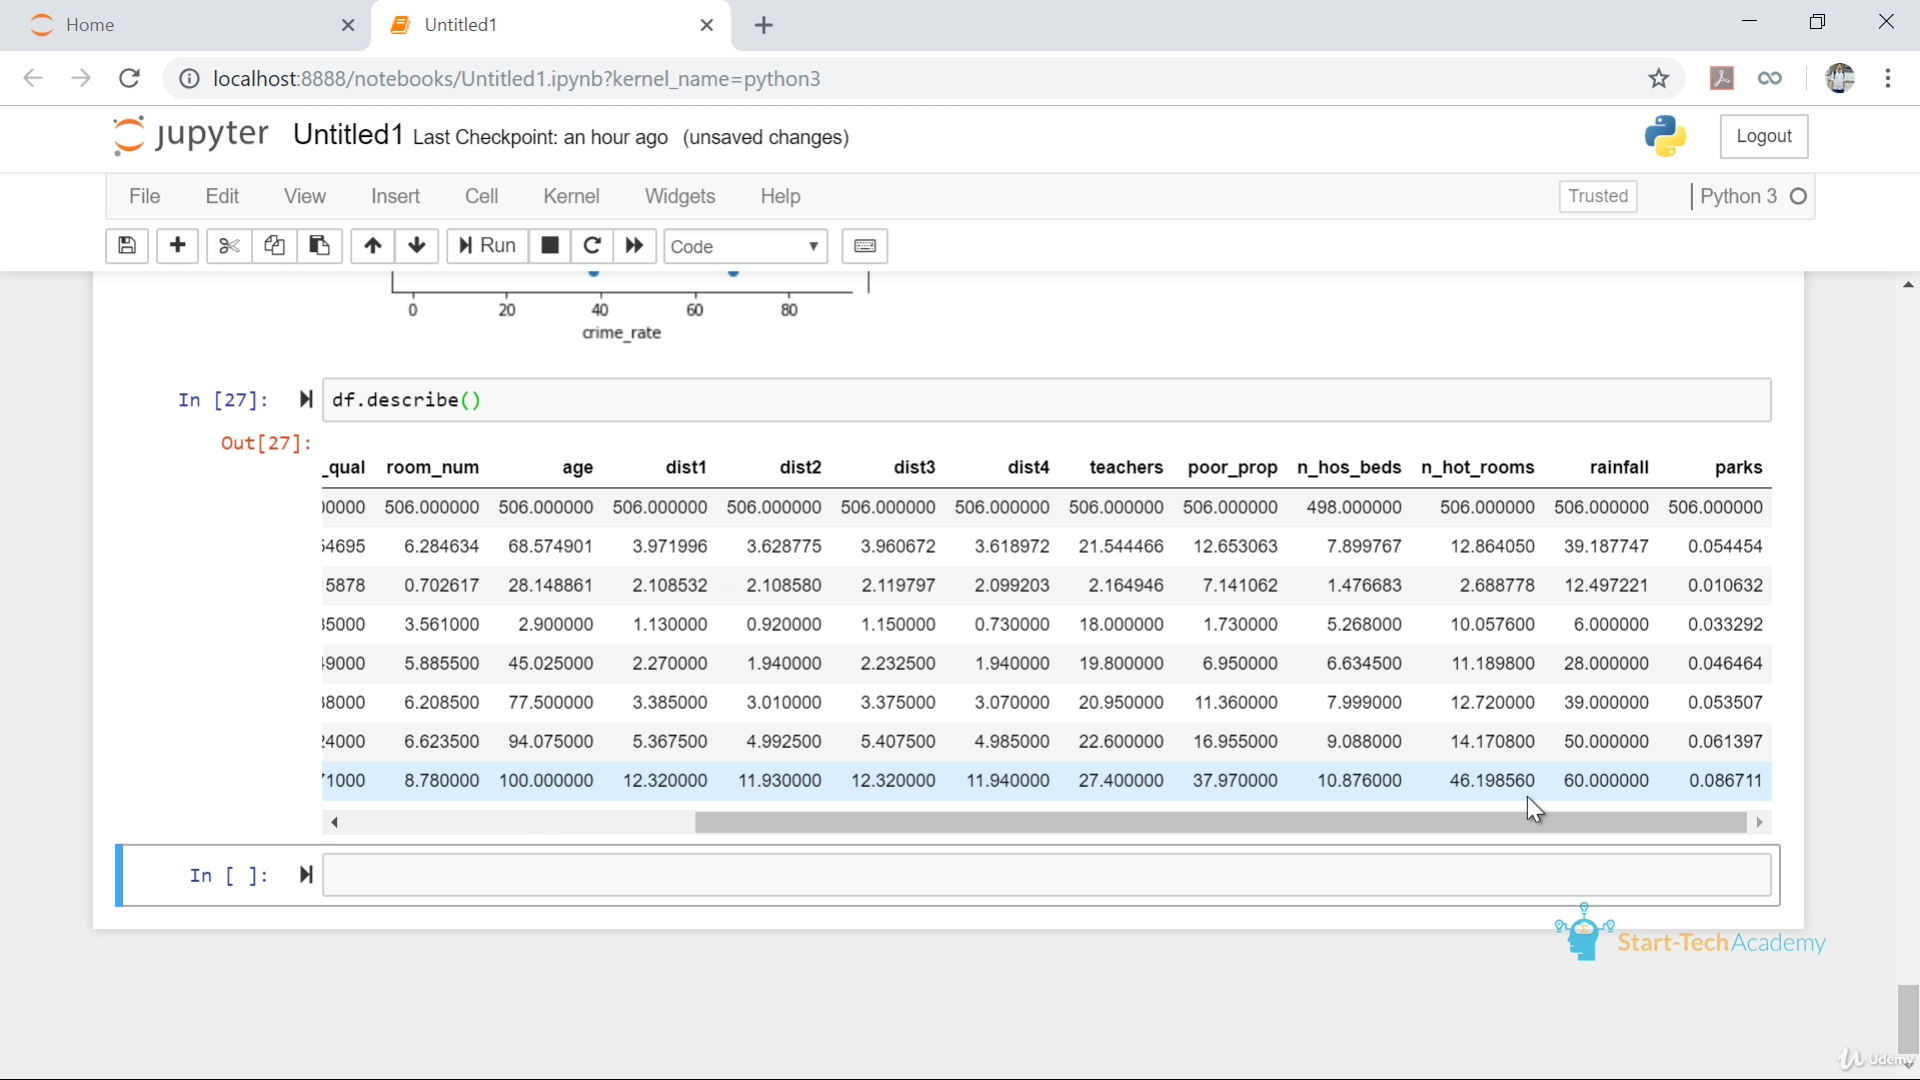 Home
Untitled1
localhost:8888/notebooks/Untitled1.ipynb?kernel_name=python3
jupyter Untitled1 Last Checkpoint: an hour ago (unsaved changes)
Logout
File Edit View Insert Cell Kernel Widgets Help
Trusted
Python 3
Run
Code
0 20 40 60 80
crime_rate
In [27]: df.describe()
Out[27]:
_qual room_num age dist1 dist2 dist3 dist4 teachers poor_prop n_hos_beds n_hot_rooms rainfall parks
0000 506.000000 506.000000 506.000000 506.000000 506.000000 506.000000 506.000000 506.000000 498.000000 506.000000 506.000000 506.000000
54695 6.284634 68.574901 3.971996 3.628775 3.960672 3.618972 21.544466 12.653063 7.899767 12.864050 39.187747 0.054454
5878 0.702617 28.148861 2.108532 2.108580 2.119797 2.099203 2.164946 7.141062 1.476683 2.688778 12.497221 0.010632
5000 3.561000 2.900000 1.130000 0.920000 1.150000 0.730000 18.000000 1.730000 5.268000 10.057600 6.000000 0.033292
9000 5.885500 45.025000 2.270000 1.940000 2.232500 1.940000 19.800000 6.950000 6.634500 11.189800 28.000000 0.046464
8000 6.208500 77.500000 3.385000 3.010000 3.375000 3.070000 20.950000 11.360000 7.999000 12.720000 39.000000 0.053507
24000 6.623500 94.075000 5.367500 4.992500 5.407500 4.985000 22.600000 16.955000 9.088000 14.170800 50.000000 0.061397
71000 8.780000 100.000000 12.320000 11.930000 12.320000 11.940000 27.400000 37.970000 10.876000 46.198560 60.000000 0.086711
In [ ]:
Start-Tech Academy
Udemy